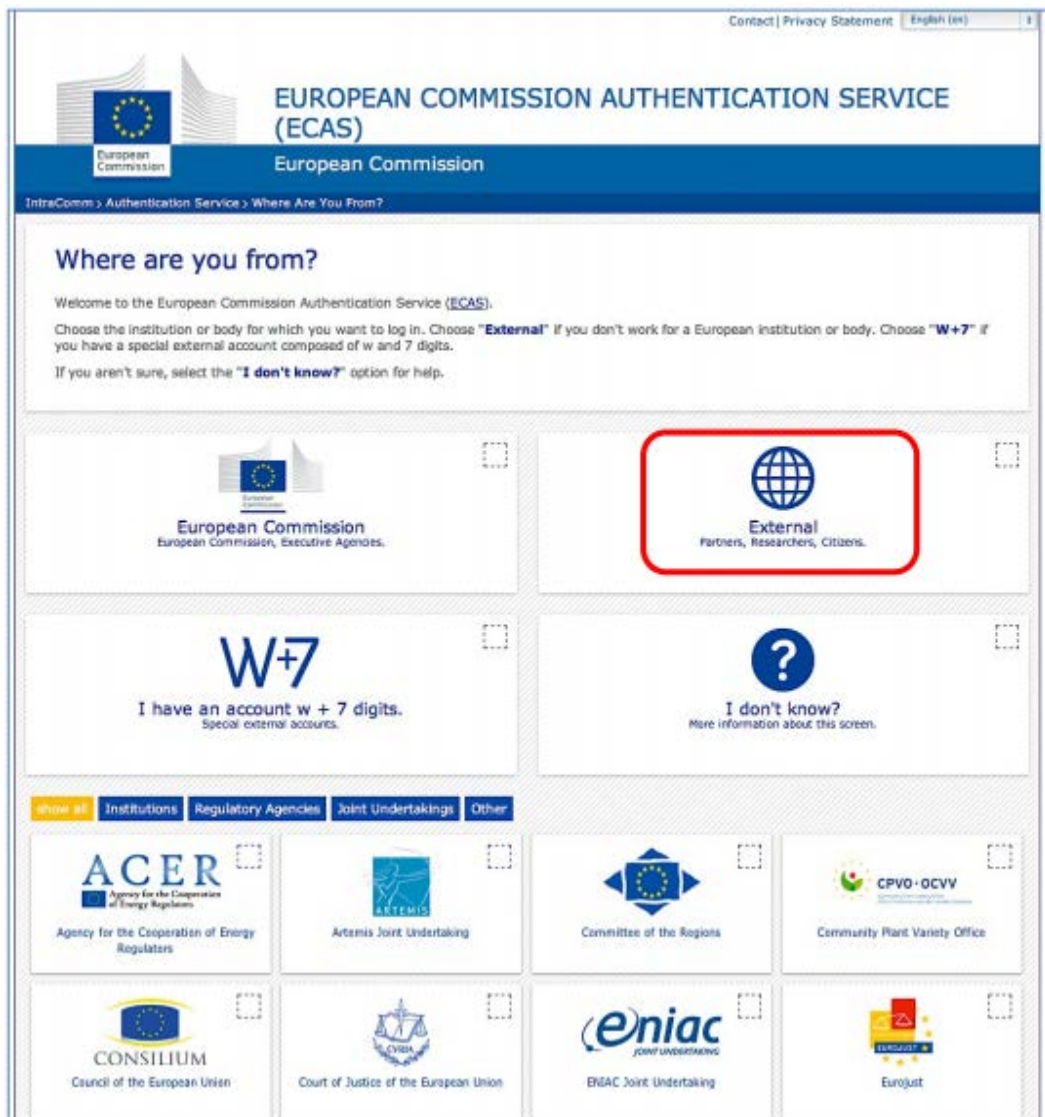 Contact | Privacy Statement English (en)
EUROPEAN COMMISSION AUTHENTICATION SERVICE
(ECAS)
European
Commission
European Commission
IntraComm > Authentication Service > Where Are You From?
Where are you from?
Welcome to the European Commission Authentication Service (ECAS).
Choose the institution or body for which you want to log in. Choose "External" if you don't work for a European institution or body. Choose "W+7" if
you have a special external account composed of w and 7 digits.
If you aren't sure, select the "I don't know?" option for help.
European
Commission
European Commission
European Commission, Executive Agencies.
External
Partners, Researchers, Citizens.
W+7
I have an account w + 7 digits.
Special external accounts.
?
I don't know?
More information about this screen.
show all Institutions Regulatory Agencies Joint Undertakings Other
ACER
Agency for the Cooperation
of Energy Regulators
Agency for the Cooperation of Energy
Regulators
ARTEMIS
Artemis Joint Undertaking
Committee of the Regions
CPVO·OCVV
Community Plant Variety Office
CONSILIUM
Council of the European Union
CVRIA
Court of Justice of the European Union
eniac
JOINT UNDERTAKING
ENIAC Joint Undertaking
EUROJUST
Eurojust